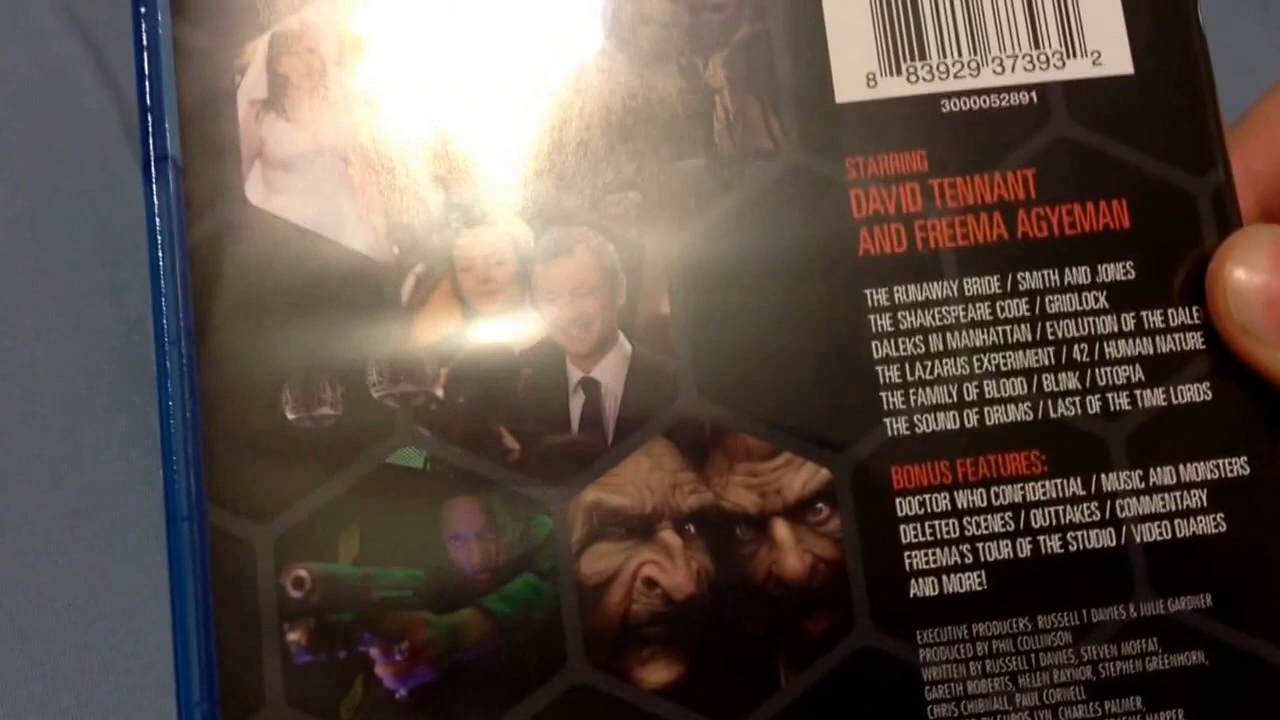 8 83929 37393 2
3000052891
STARRING
DAVID TENNANT
AND FREEMA AGYEMAN
THE RUNAWAY BRIDE / SMITH AND JONES
THE SHAKESPEARE CODE / GRIDLOCK
DALEKS IN MANHATTAN / EVOLUTION OF THE DALE
THE LAZARUS EXPERIMENT / 42 / HUMAN NATURE
THE FAMILY OF BLOOD / BLINK / UTOPIA
THE SOUND OF DRUMS / LAST OF THE TIME LORDS
BONUS FEATURES:
DOCTOR WHO CONFIDENTIAL / MUSIC AND MONSTERS
DELETED SCENES / OUTTAKES / COMMENTARY
FREEMA'S TOUR OF THE STUDIO / VIDEO DIARIES
AND MORE!
EXECUTIVE PRODUCERS: RUSSELL T DAVIES & JULIE GARDNER
PRODUCED BY PHIL COLLINSON
WRITTEN BY RUSSELL T DAVIES, STEVEN MOFFAT,
GARETH ROBERTS, HELEN RAYNOR, STEPHEN GREENHORN,
CHRIS CHIBNALL, PAUL CORNELL
LYN, CHARLES PALMER,
HARPER